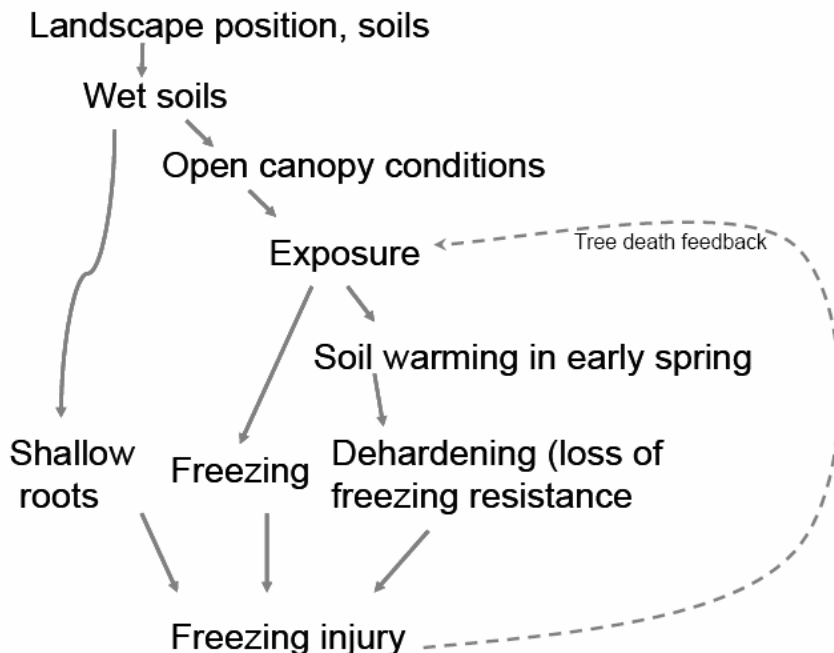 Landscape position, soils
Wet soils
Open canopy conditions
Exposure
Tree death feedback
Soil warming in early spring
Shallow
roots
Freezing
Dehardening (loss of
freezing resistance
Freezing injury